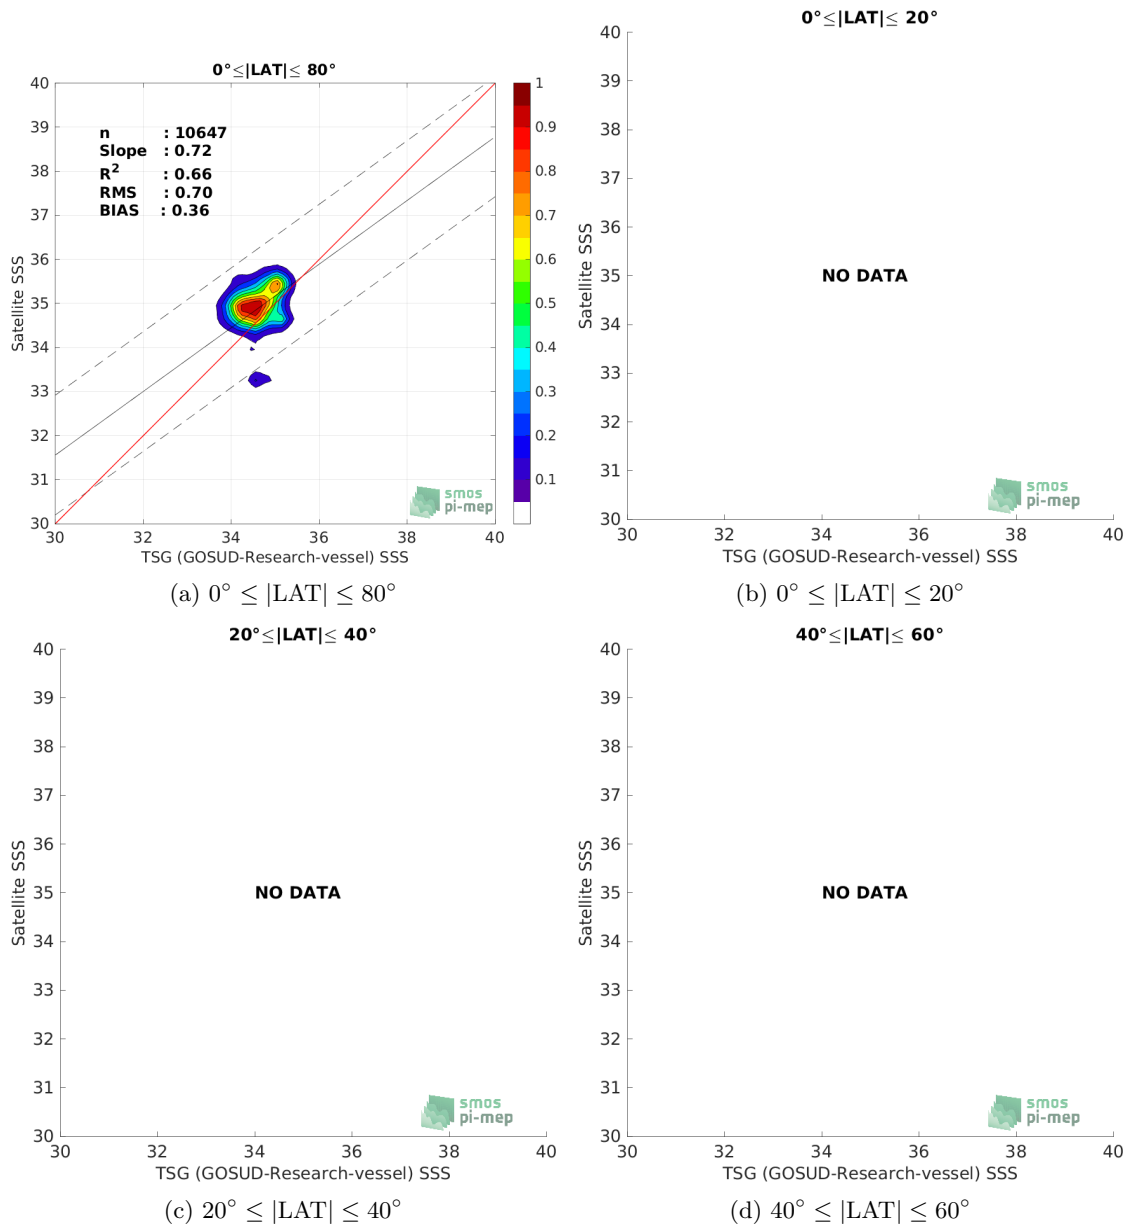 0°≤|LAT|≤ 80°
40
39
38
37
36
35
34
33
32
31
30
n : 10647
Slope : 0.72
R² : 0.66
RMS : 0.70
BIAS : 0.36
Satellite SSS
30 32 34 36 38 40
TSG (GOSUD-Research-vessel) SSS
1
0.9
0.8
0.7
0.6
0.5
0.4
0.3
0.2
0.1
smos
pi-mep
(a) 0° ≤ |LAT| ≤ 80°
0°≤|LAT|≤ 20°
40
39
38
37
36
35
34
33
32
31
30
Satellite SSS
NO DATA
smos
pi-mep
30 32 34 36 38 40
TSG (GOSUD-Research-vessel) SSS
(b) 0° ≤ |LAT| ≤ 20°
20°≤|LAT|≤ 40°
40
39
38
37
36
35
34
33
32
31
30
Satellite SSS
NO DATA
smos
pi-mep
30 32 34 36 38 40
TSG (GOSUD-Research-vessel) SSS
(c) 20° ≤ |LAT| ≤ 40°
40°≤|LAT|≤ 60°
40
39
38
37
36
35
34
33
32
31
30
Satellite SSS
NO DATA
smos
pi-mep
30 32 34 36 38 40
TSG (GOSUD-Research-vessel) SSS
(d) 40° ≤ |LAT| ≤ 60°